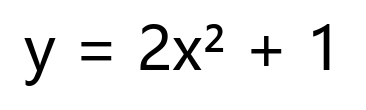 y = 2x² + 1